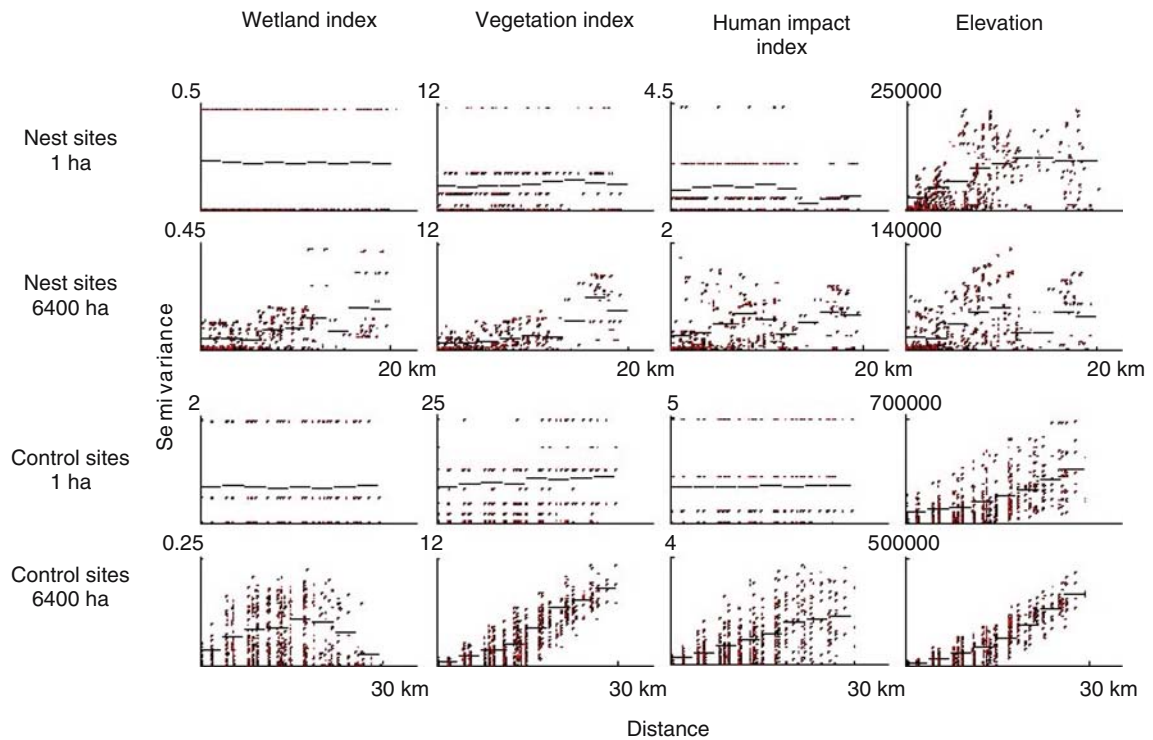 Wetland index
Vegetation index
Human impact
index
Elevation
Nest sites
1 ha
0.5
12
4.5
250000
Nest sites
6400 ha
0.45
12
2
140000
20 km
20 km
20 km
20 km
Semivariance
Control sites
1 ha
2
25
5
700000
Control sites
6400 ha
0.25
12
4
500000
30 km
30 km
30 km
30 km
Distance